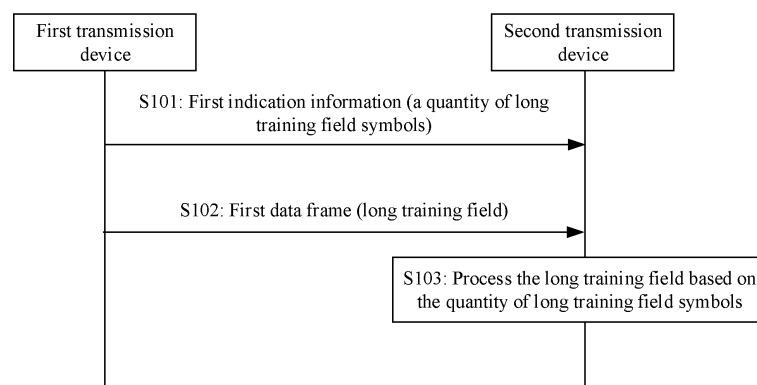 First transmission
device
Second transmission
device
S101: First indication information (a quantity of long
training field symbols)
S102: First data frame (long training field)
S103: Process the long training field based on
the quantity of long training field symbols